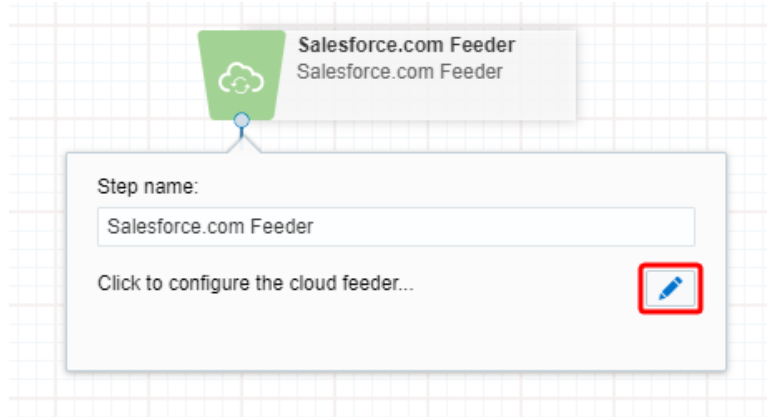 Salesforce.com Feeder
Salesforce.com Feeder
Step name:
Salesforce.com Feeder
Click to configure the cloud feeder...